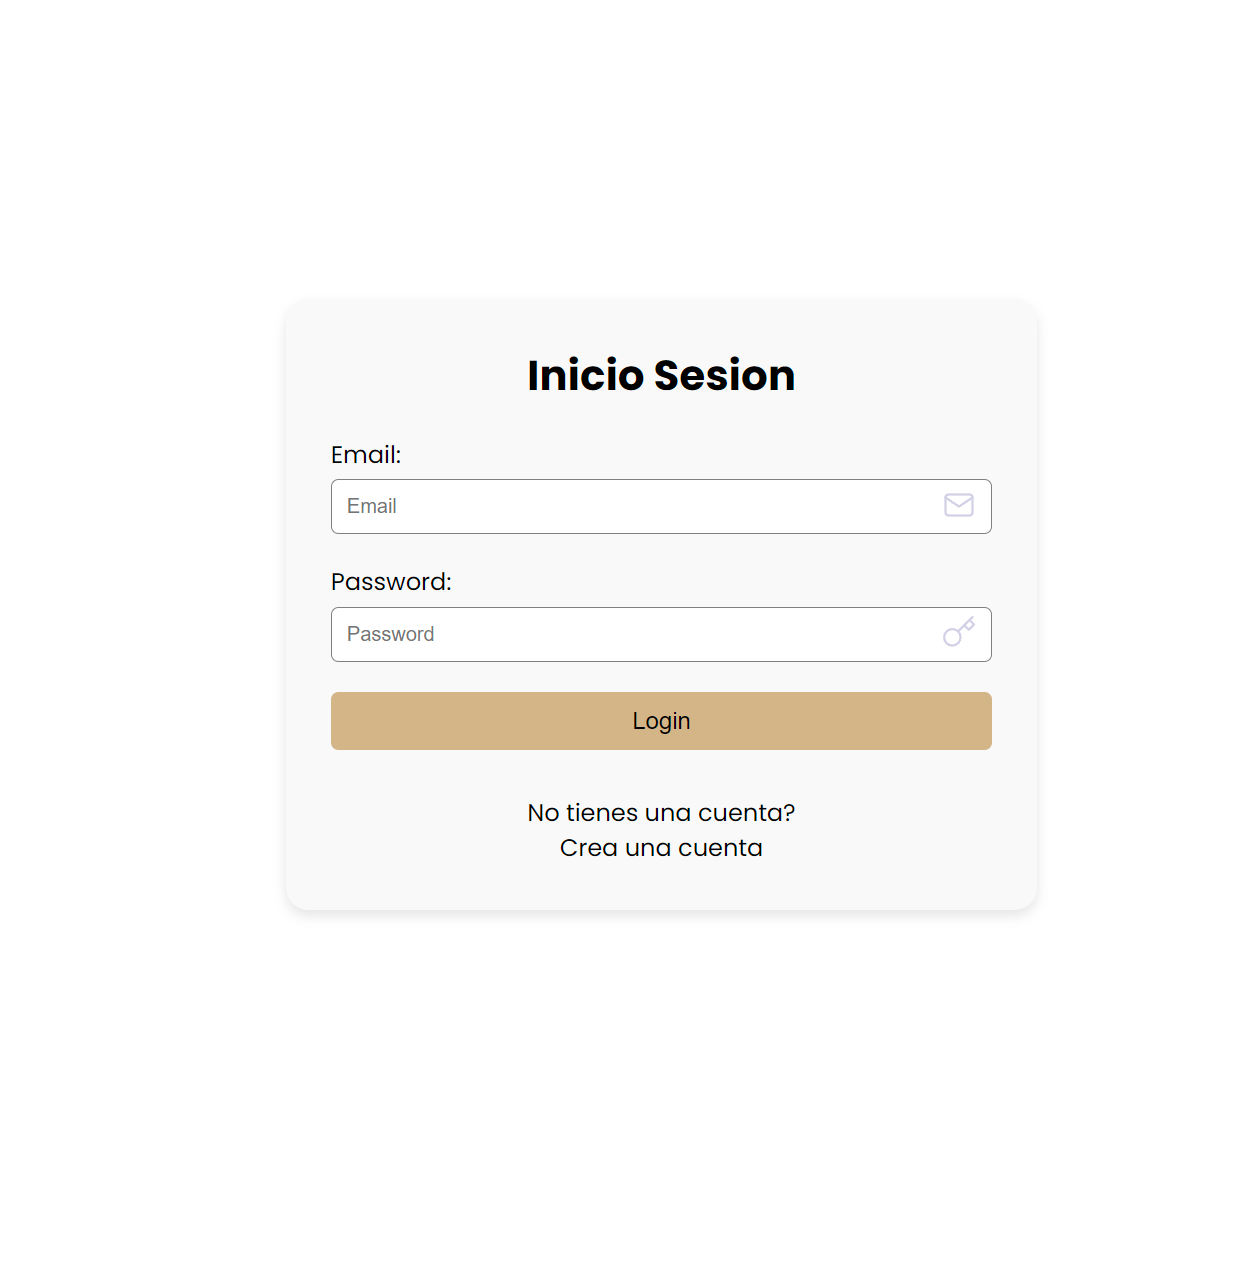 Inicio Sesion
Email:
Email
Password:
Password
Login
No tienes una cuenta?
Crea una cuenta